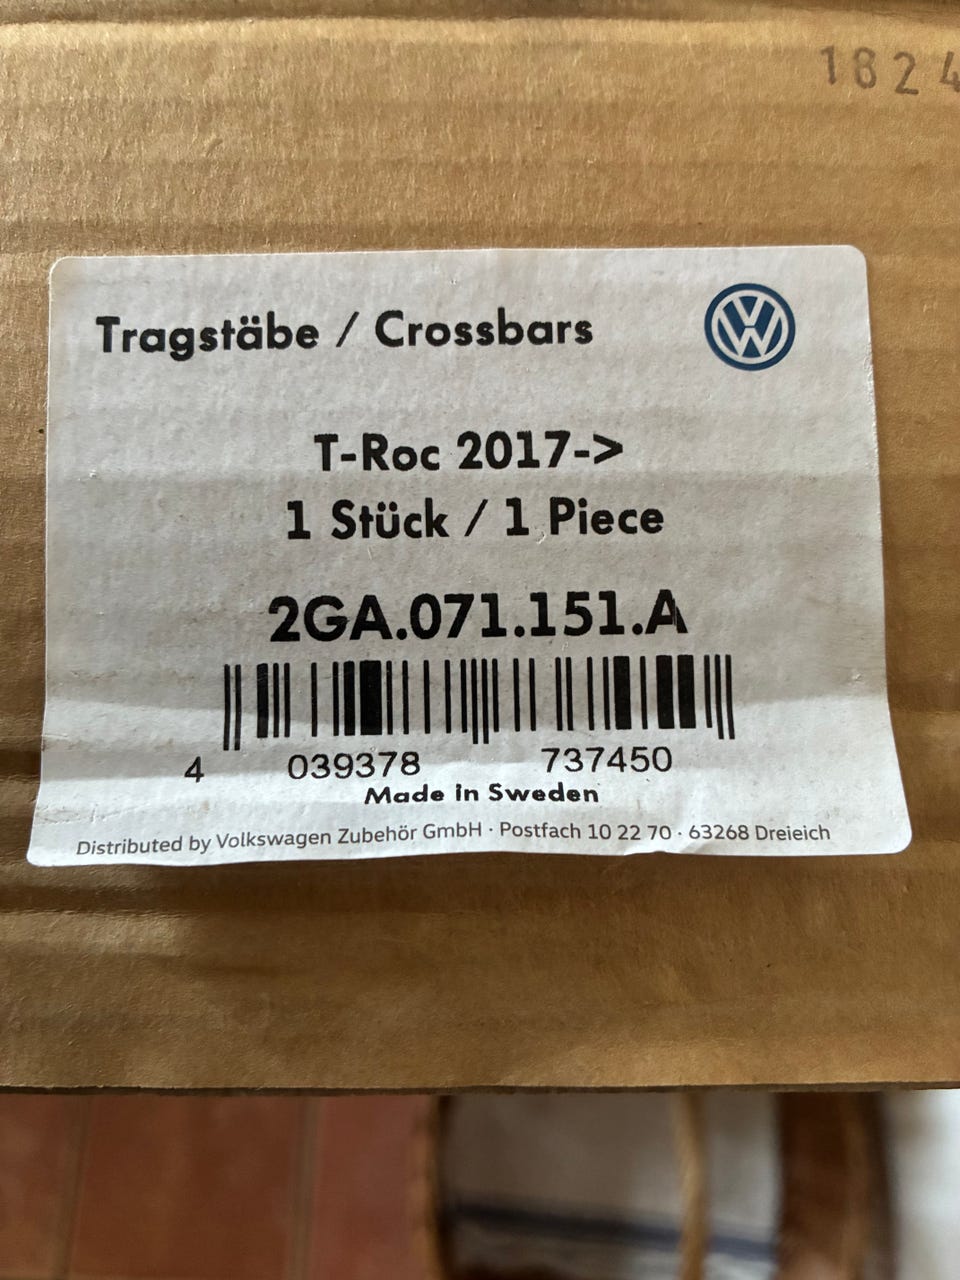 1824
Tragstäbe / Crossbars
T-Roc 2017->
1 Stück / 1 Piece
2GA.071.151.A
4 039378 737450
Made in Sweden
Distributed by Volkswagen Zubehör GmbH · Postfach 10 22 70 · 63268 Dreieich